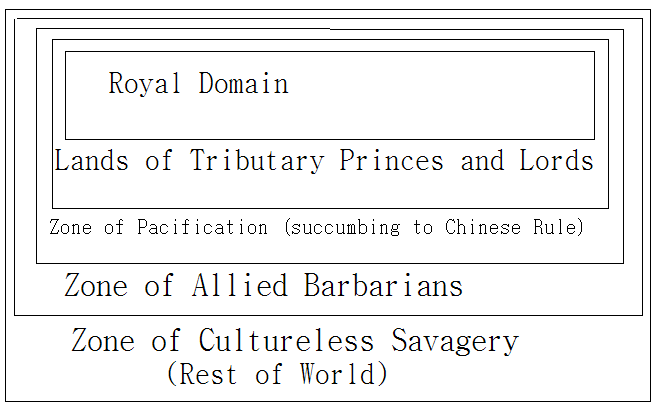 Royal Domain
Lands of Tributary Princes and Lords
Zone of Pacification (succumbing to Chinese Rule)
Zone of Allied Barbarians
Zone of Cultureless Savagery
(Rest of World)